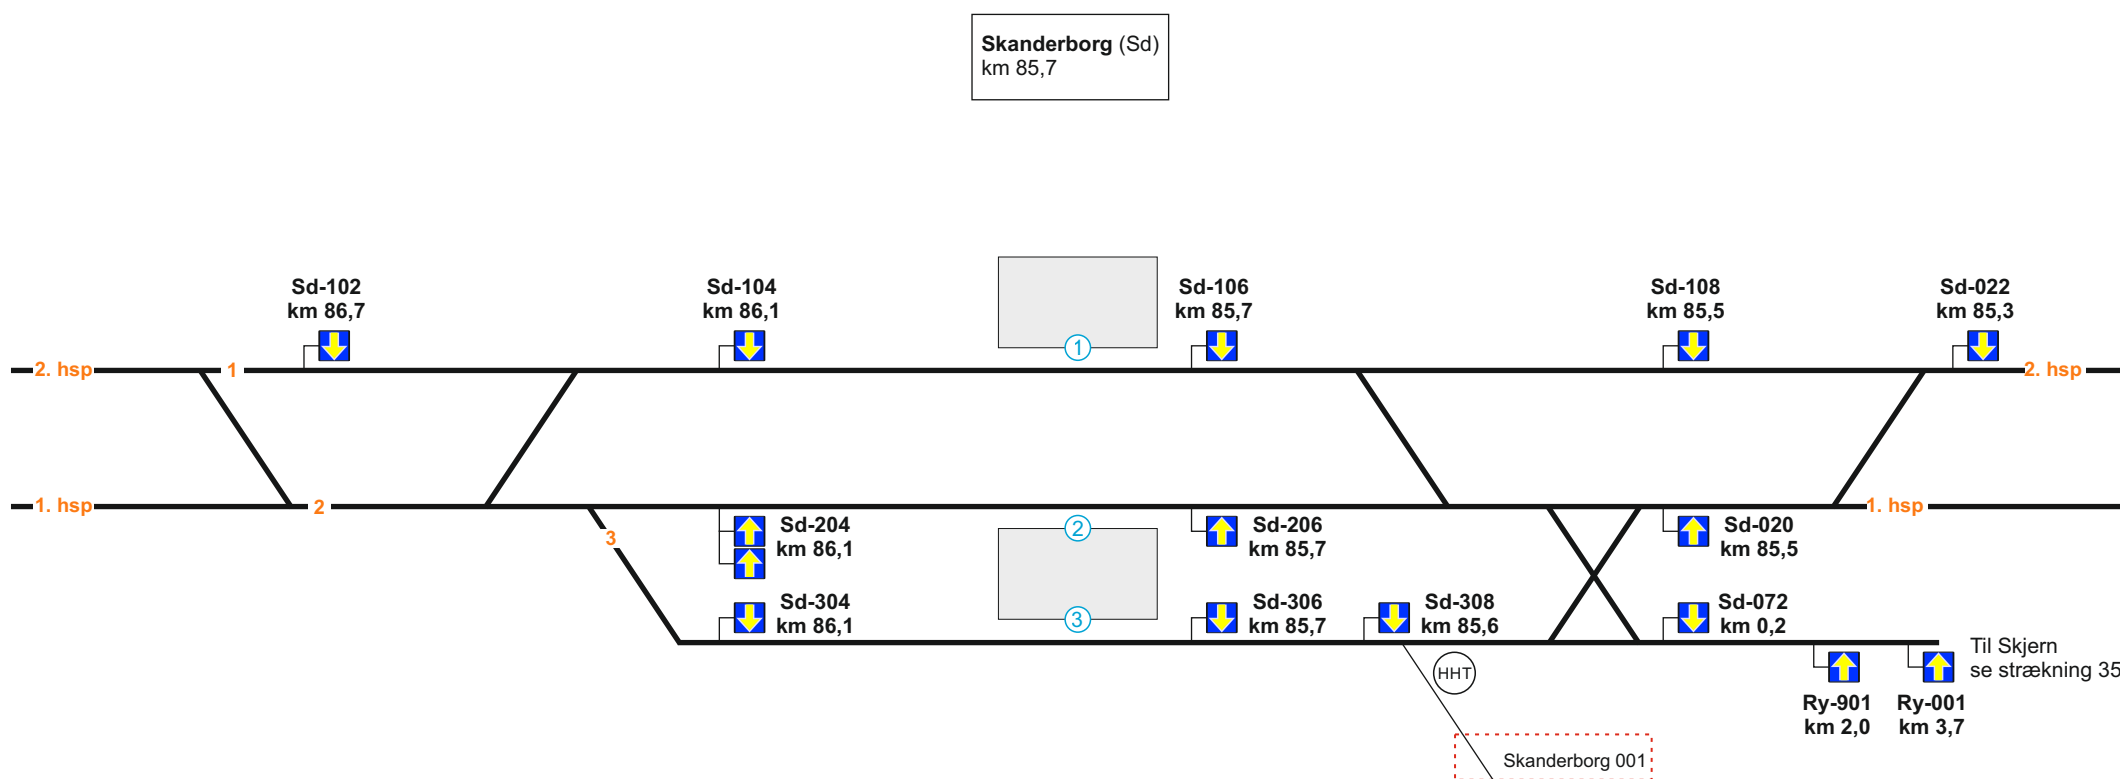 Skanderborg (Sd)
km 85,7
Sd-102
km 86,7
Sd-104
km 86,1
Sd-106
km 85,7
Sd-108
km 85,5
Sd-022
km 85,3
1
2. hsp
1
2. hsp
1. hsp
2
1. hsp
3
2
Sd-204
km 86,1
Sd-206
km 85,7
Sd-020
km 85,5
Sd-304
km 86,1
3
Sd-306
km 85,7
Sd-308
km 85,6
Sd-072
km 0,2
Til Skjern
se strækning 35
HHT
Ry-901
km 2,0
Ry-001
km 3,7
Skanderborg 001